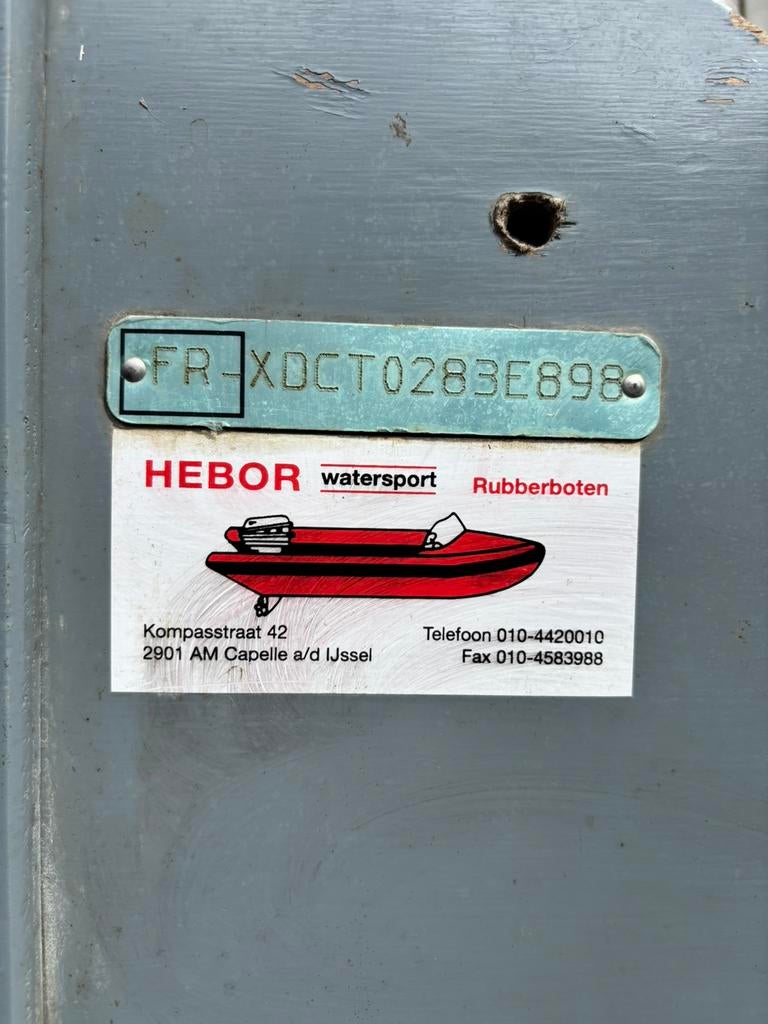 FR-XDCT0283E898
HEBOR watersport Rubberboten
Kompasstraat 42
2901 AM Capelle a/d IJssel
Telefoon 010-4420010
Fax 010-4583988